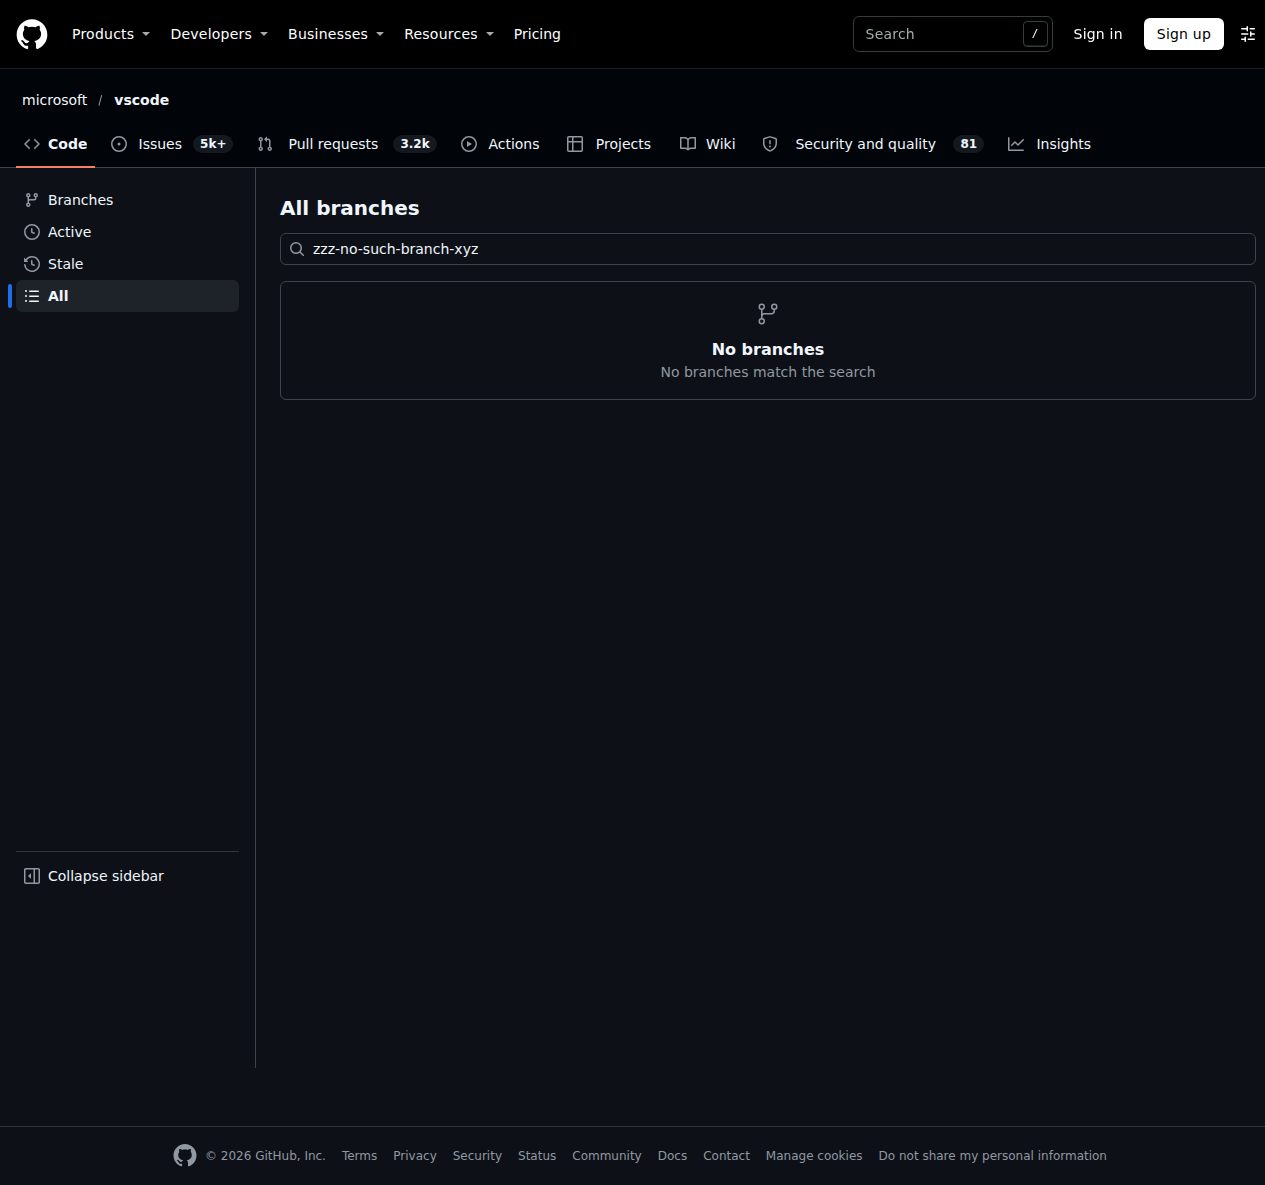 Products Developers Businesses Resources Pricing Search / Sign in Sign up
microsoft / vscode
Code Issues 5k+ Pull requests 3.2k Actions Projects Wiki Security and quality 81 Insights
Branches
Active
Stale
All
All branches
zzz-no-such-branch-xyz
No branches
No branches match the search
Collapse sidebar
© 2026 GitHub, Inc. Terms Privacy Security Status Community Docs Contact Manage cookies Do not share my personal information